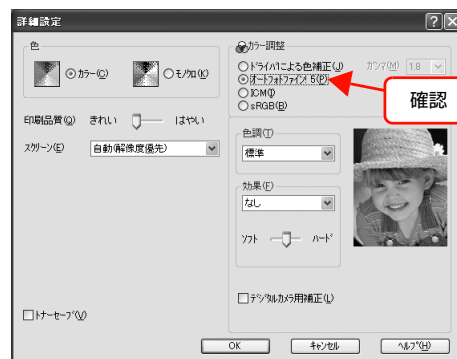 詳細設定
色
カラー(C)
モノクロ(K)
印刷品質(Q)
きれい
はやい
スクリーン(E)
自動(解像度優先)
トナーセーブ(V)
カラー調整
ドライバによる色補正(J)
ガンマ(M)
1.8
オートフォトファイン!5(P)
ICM(I)
sRGB(B)
確認
色調(T)
標準
効果(F)
なし
ソフト
ハード
デジタルカメラ用補正(L)
OK
キャンセル
ヘルプ(H)